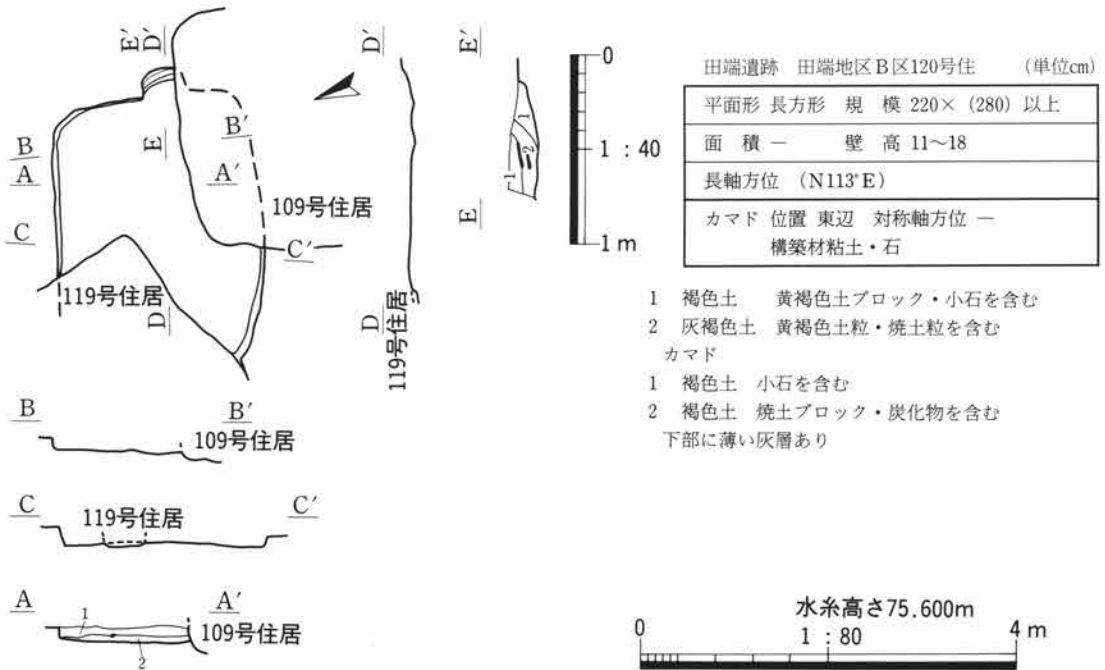 E′
D′
B
A
E
B′
A′
C
109号住居
C′
119号住居
D
D′
D
119号住居
E′
1
2
1
E
0
1：40
1m
田端遺跡　田端地区B区120号住　（単位cm）
平面形 長方形　規　模 220×（280）以上
面　積 ―　　壁　高 11～18
長軸方位　（N113°E）
カマド 位置 東辺　対称軸方位 ―
構築材粘土・石
1　褐色土　黄褐色土ブロック・小石を含む
2　灰褐色土　黄褐色土粒・焼土粒を含む
カマド
1　褐色土　小石を含む
2　褐色土　焼土ブロック・炭化物を含む
下部に薄い灰層あり
B　B′
109号住居
C　C′
119号住居
A　A′
1
109号住居
2
水糸高さ75.600m
0　1：80　4m